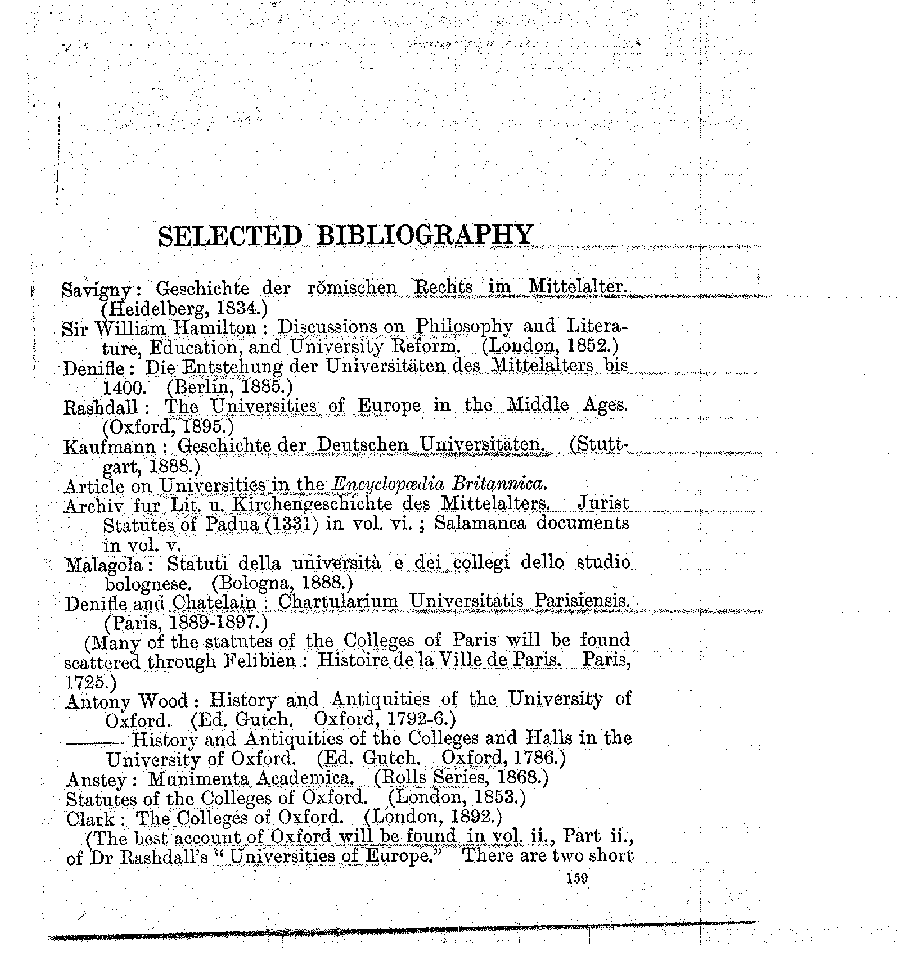 SELECTED BIBLIOGRAPHY
Savigny: Geschichte der römischen Rechts im Mittelalter.
(Heidelberg, 1834.)
Sir William Hamilton: Discussions on Philosophy and Litera-
ture, Education, and University Reform. (London, 1852.)
Denifle: Die Entstehung der Universitäten des Mittelalters bis
1400. (Berlin, 1885.)
Rashdall: The Universities of Europe in the Middle Ages.
(Oxford, 1895.)
Kaufmann: Geschichte der Deutschen Universitäten. (Stutt-
gart, 1888.)
Article on Universities in the Encyclopædia Britannica.
Archiv fur Lit. u. Kirchengeschichte des Mittelalters. Jurist
Statutes of Padua (1331) in vol. vi.; Salamanca documents
in vol. v.
Malagola: Statuti della università e dei collegi dello studio
bolognese. (Bologna, 1888.)
Denifle and Chatelain: Chartularium Universitatis Parisiensis.
(Paris, 1889-1897.)
(Many of the statutes of the Colleges of Paris will be found
scattered through Felibien: Histoire de la Ville de Paris. Paris,
1725.)
Antony Wood: History and Antiquities of the University of
Oxford. (Ed. Gutch. Oxford, 1792-6.)
—— History and Antiquities of the Colleges and Halls in the
University of Oxford. (Ed. Gutch. Oxford, 1786.)
Anstey: Munimenta Academica. (Rolls Series, 1868.)
Statutes of the Colleges of Oxford. (London, 1853.)
Clark: The Colleges of Oxford. (London, 1892.)
(The best account of Oxford will be found in vol. ii., Part ii.,
of Dr Rashdall's "Universities of Europe." There are two short
159